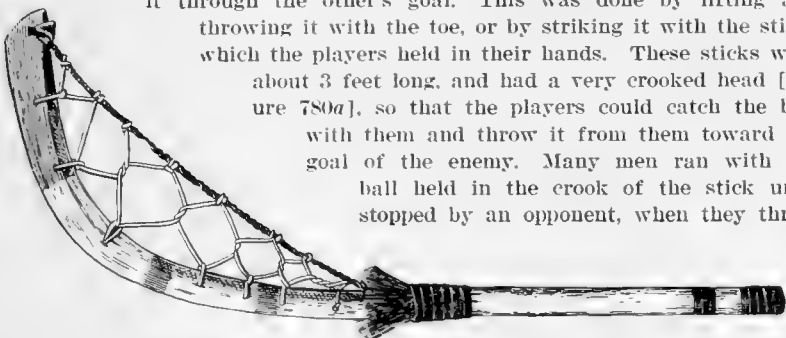 it through the other's goal. This was done by lifting
throwing it with the toe, or by striking it with the
which the players held in their hands. These sticks
about 3 feet long, and had a very crooked head [
ure 780a], so that the players could catch the
with them and throw it from them toward
goal of the enemy. Many men ran with
ball held in the crook of the stick
stopped by an opponent, when they